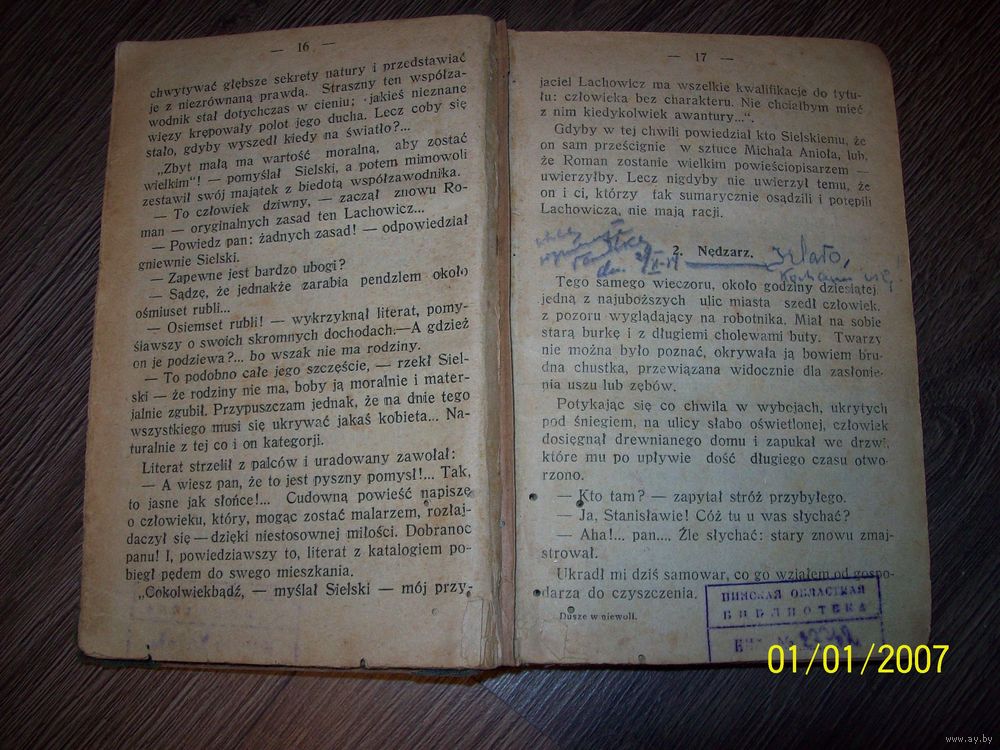 — 16 —
chwytywać głębsze sekrety natury i przedstawiać
je z niezrównaną prawdą. Straszny ten współza-
wodnik stał dotychczas w cieniu; jakieś nieznane
więzy krępowały polot jego ducha. Lecz coby się
stało, gdyby wyszedł kiedy na światło?...
„Zbyt małą ma wartość moralną, aby zostać
wielkim"! — pomyślał Sielski, a potem mimowoli
zestawił swój majątek z biedotą współzawodnika.
— To człowiek dziwny, — zaczął znowu Ro-
man — oryginalnych zasad ten Lachowicz...
— Powiedz pan: żadnych zasad! — odpowiedział
gniewnie Sielski.
— Zapewne jest bardzo ubogi?
— Sądzę, że jednakże zarabia pendzlem około
ośmiuset rubli...
— Osiemset rubli! — wykrzyknął literat, pomy-
śławszy o swoich skromnych dochodach.—A gdzież
on je podziewa?... bo wszak nie ma rodziny.
— To podobno całe jego szczęście, — rzekł Siel-
ski — że rodziny nie ma, boby ją moralnie i mater-
jalnie zgubił. Przypuszczam jednak, że na dnie tego
wszystkiego musi się ukrywać jakaś kobieta... Na-
turalnie z tej co i on kategorji.
Literat strzelił z palców i uradowany zawołał:
— A wiesz pan, że to jest pyszny pomysł!... Tak,
to jasne jak słońce!... Cudowną powieść napiszę
o człowieku, który, mogąc zostać malarzem, rozłaj-
daczył się — dzięki niestosownej miłości. Dobranoc
panu! I, powiedziawszy to, literat z katalogiem po-
biegł pędem do swego mieszkania.
„Cokolwiekbądź, — myślał Sielski — mój przy-
— 17 —
jaciel Lachowicz ma wszelkie kwalifikacje do tytu-
łu: człowieka bez charakteru. Nie chciałbym mieć
z nim kiedykolwiek awantury...".
Gdyby w tej chwili powiedział kto Sielskiemu, że
on sam prześcignie w sztuce Michała Anioła, lub,
że Roman zostanie wielkim powieściopisarzem —
uwierzyłby. Lecz nigdyby nie uwierzył temu, że
on i ci, którzy tak sumarycznie osądzili i potępili
Lachowicza, nie mają racji.
2. Nędzarz.
Tego samego wieczoru, około godziny dziesiątej,
jedną z najuboższych ulic miasta szedł człowiek,
z pozoru wyglądający na robotnika. Miał na sobie
starą burkę i z długiemi cholewami buty. Twarzy
nie można było poznać, okrywała ją bowiem bru-
dna chustka, przewiązana widocznie dla zasłonie-
nia uszu lub zębów.
Potykając się co chwila w wybojach, ukrytych
pod śniegiem, na ulicy słabo oświetlonej, człowiek
dosięgnął drewnianego domu i zapukał we drzwi,
które mu po upływie dość długiego czasu otwo-
rzono.
— Kto tam? — zapytał stróż przybyłego.
— Ja, Stanisławie! Cóż tu u was słychać?
— Aha!... pan.... Źle słychać: stary znowu zmaj-
strował.
Ukradł mi dziś samowar, co go wziąłem od gospo-
darza do czyszczenia.
Dusze w niewoli.
ПИНСКАЯ ОБЛАСТНАЯ
БИБЛИОТЕКА
ИНВ. №
01/01/2007
www.ay.by